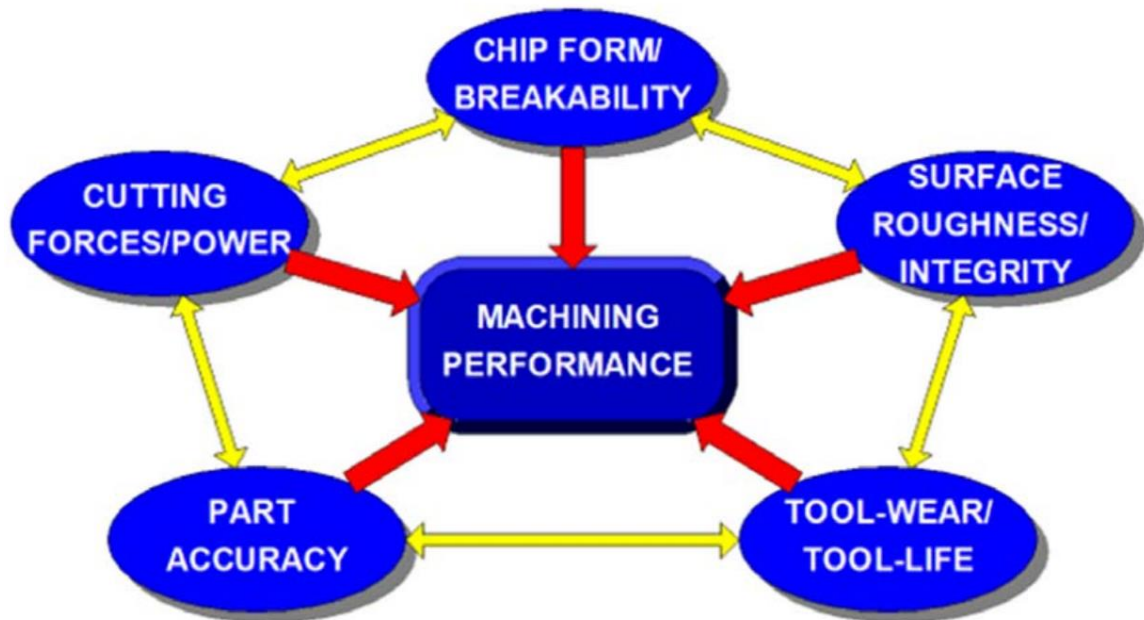 CHIP FORM/
BREAKABILITY
CUTTING
FORCES/POWER
SURFACE
ROUGHNESS/
INTEGRITY
MACHINING
PERFORMANCE
PART
ACCURACY
TOOL-WEAR/
TOOL-LIFE